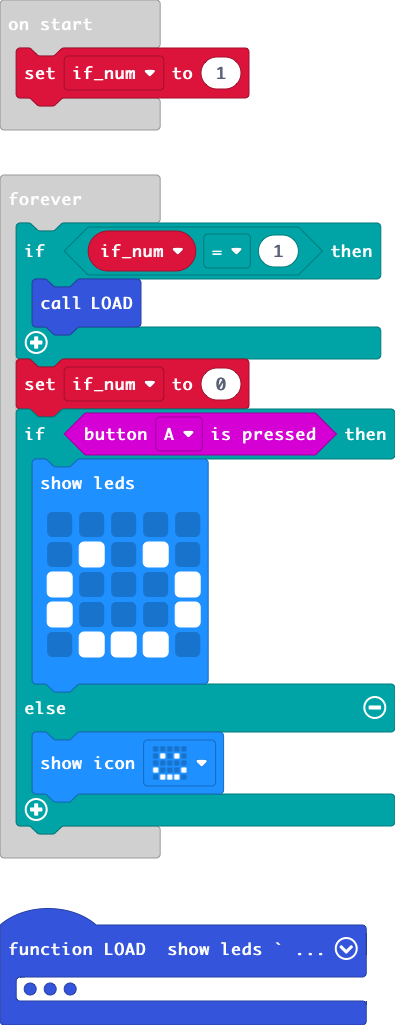 on start
set if_num to 1
forever
if if_num = 1 then
call LOAD
set if_num to 0
if button A is pressed then
show leds
else
show icon
function LOAD show leds ` ...